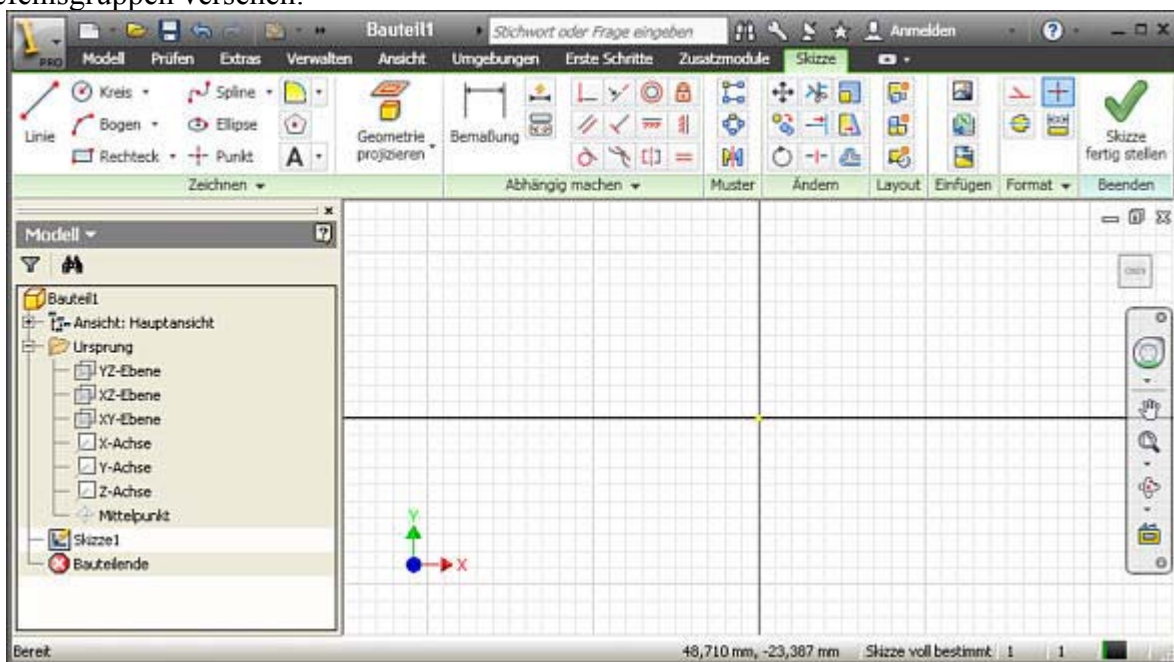 Bauteil1 Stichwort oder Frage eingeben Anmelden
PRO Modell Prüfen Extras Verwalten Ansicht Umgebungen Erste Schritte Zusatzmodule Skizze
Kreis Spline
Linie Bogen Ellipse Geometrie projizieren Bemaßung Skizze fertig stellen
Rechteck Punkt A
Zeichnen Abhängig machen Muster Ändern Layout Einfügen Format Beenden
Modell
Bauteil1
Ansicht: Hauptansicht
Ursprung
YZ-Ebene
XZ-Ebene
XY-Ebene
X-Achse
Y-Achse
Z-Achse
Mittelpunkt
Skizze1
Bauteilende
Y
X
Bereit 48,710 mm, -23,387 mm Skizze voll bestimmt 1 1